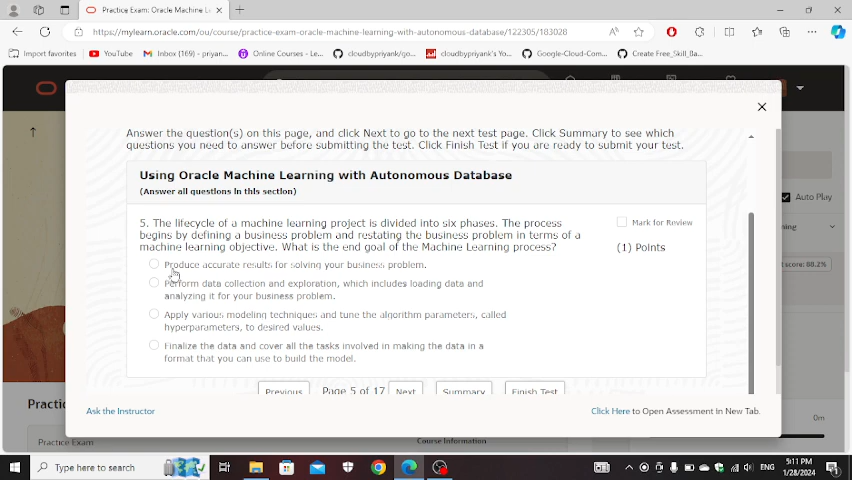 Practice Exam: Oracle Machine L
https://mylearn.oracle.com/ou/course/practice-exam-oracle-machine-learning-with-autonomous-database/122305/183028
Import favorites
YouTube
Inbox (169) - priyan...
Online Courses - Le...
cloudbypriyank/go...
cloudbypriyank's Yo...
Google-Cloud-Com...
Create Free_Skill_Ba...
Answer the question(s) on this page, and click Next to go to the next test page. Click Summary to see which
questions you need to answer before submitting the test. Click Finish Test if you are ready to submit your test.
Using Oracle Machine Learning with Autonomous Database
(Answer all questions in this section)
5. The lifecycle of a machine learning project is divided into six phases. The process
begins by defining a business problem and restating the business problem in terms of a
machine learning objective. What is the end goal of the Machine Learning process?
Mark for Review
(1) Points
Produce accurate results for solving your business problem.
Perform data collection and exploration, which includes loading data and
analyzing it for your business problem.
Apply various modeling techniques and tune the algorithm parameters, called
hyperparameters, to desired values.
Finalize the data and cover all the tasks involved in making the data in a
format that you can use to build the model.
Previous
Page 5 of 17
Next
Summary
Finish Test
Ask the Instructor
Click Here to Open Assessment in New Tab.
Auto Play
ning
score: 88.2%
0m
Practic
Practice Exam
Course Information
Type here to search
ENG
5:11 PM
1/28/2024